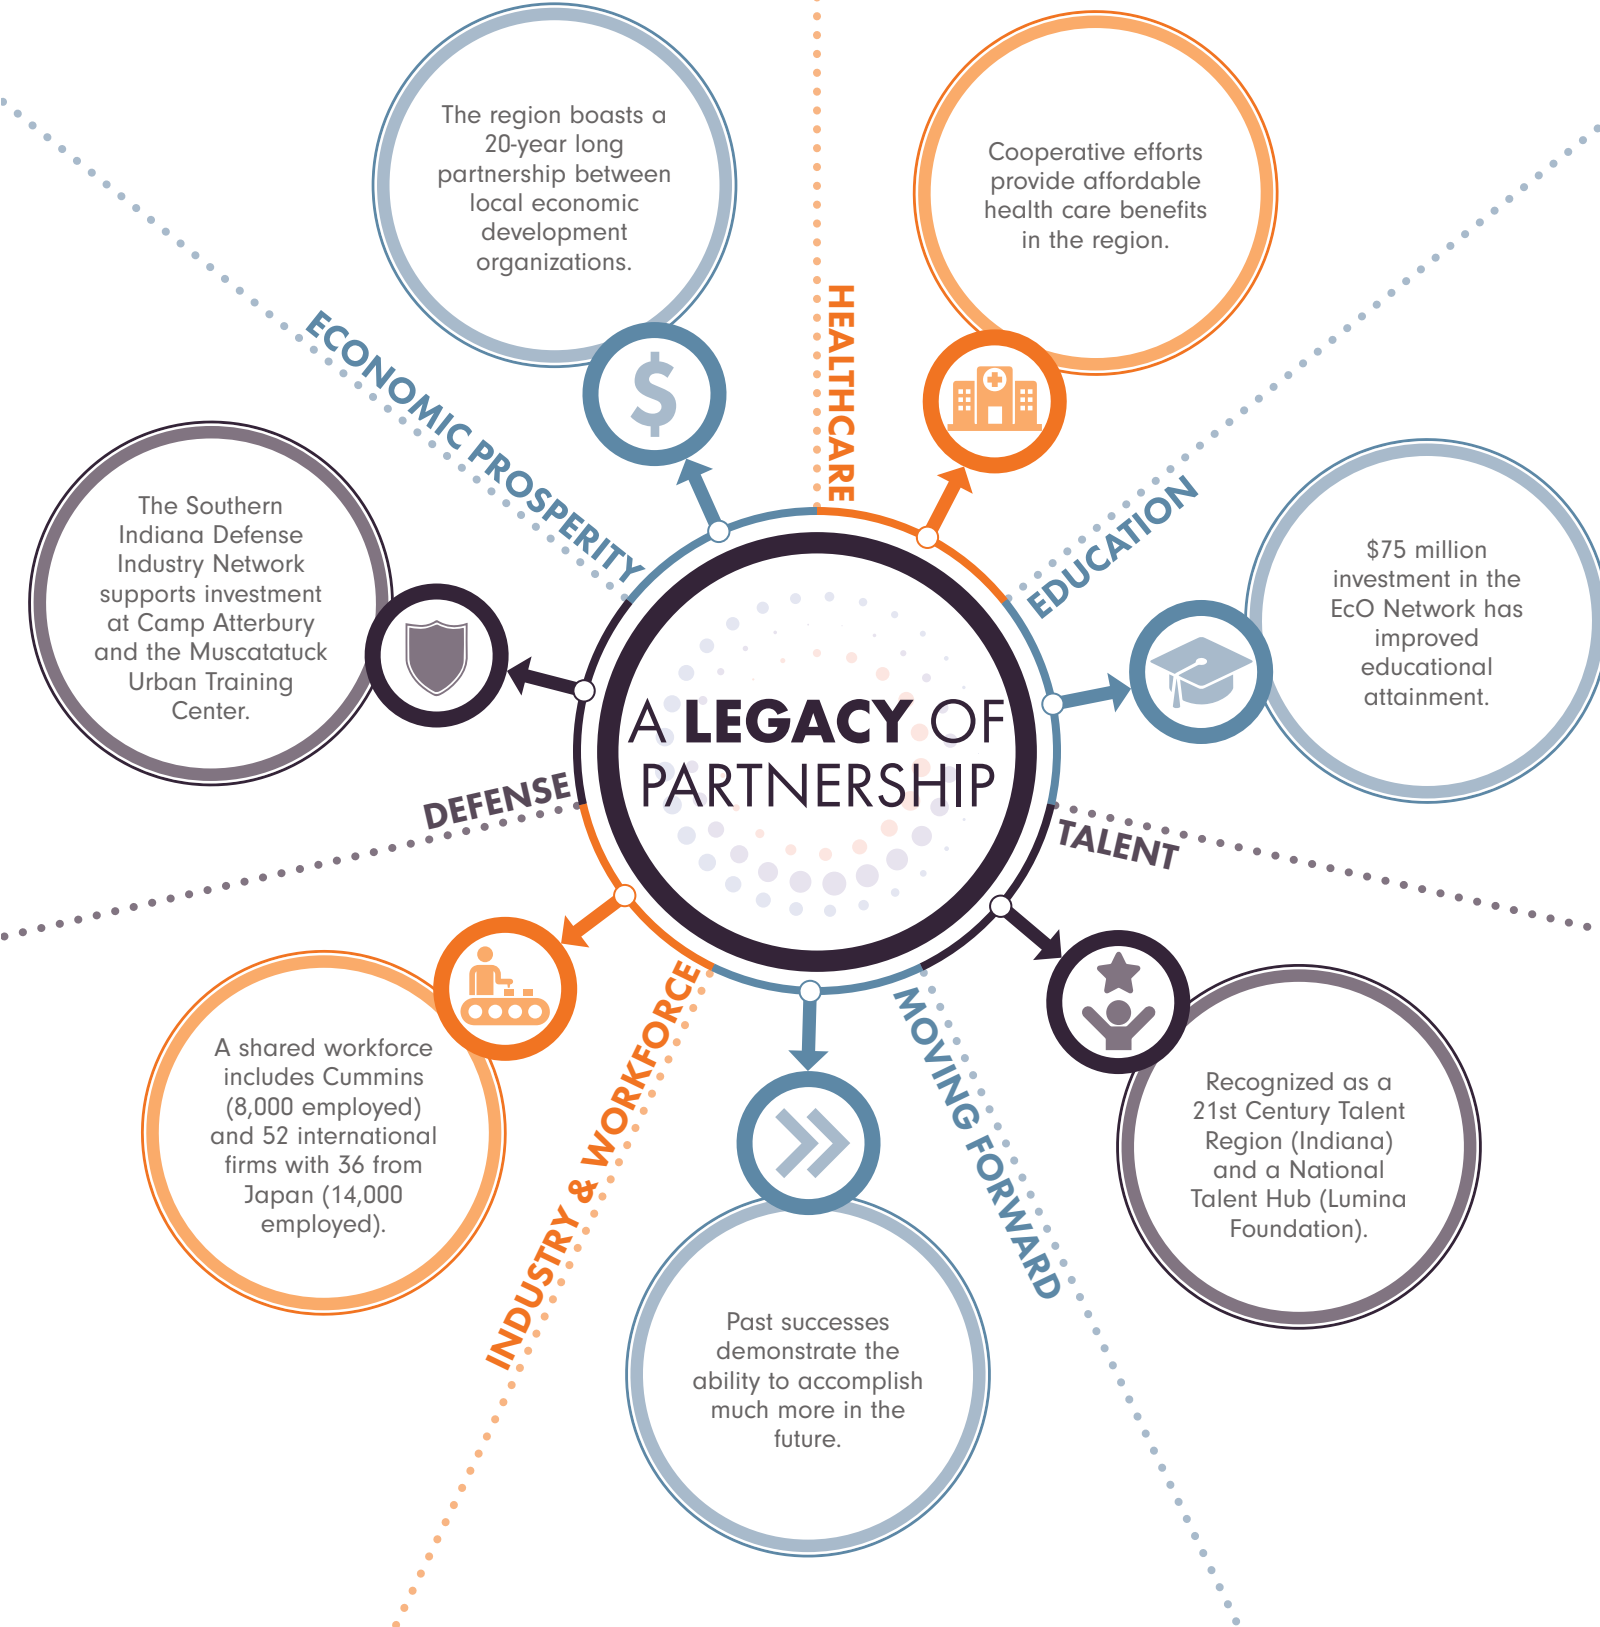 A LEGACY OF
PARTNERSHIP
ECONOMIC PROSPERITY
The region boasts a
20-year long
partnership between
local economic
development
organizations.
HEALTHCARE
Cooperative efforts
provide affordable
health care benefits
in the region.
EDUCATION
$75 million
investment in the
EcO Network has
improved
educational
attainment.
TALENT
Recognized as a
21st Century Talent
Region (Indiana)
and a National
Talent Hub (Lumina
Foundation).
MOVING FORWARD
Past successes
demonstrate the
ability to accomplish
much more in the
future.
INDUSTRY & WORKFORCE
A shared workforce
includes Cummins
(8,000 employed)
and 52 international
firms with 36 from
Japan (14,000
employed).
DEFENSE
The Southern
Indiana Defense
Industry Network
supports investment
at Camp Atterbury
and the Muscatatuck
Urban Training
Center.
$